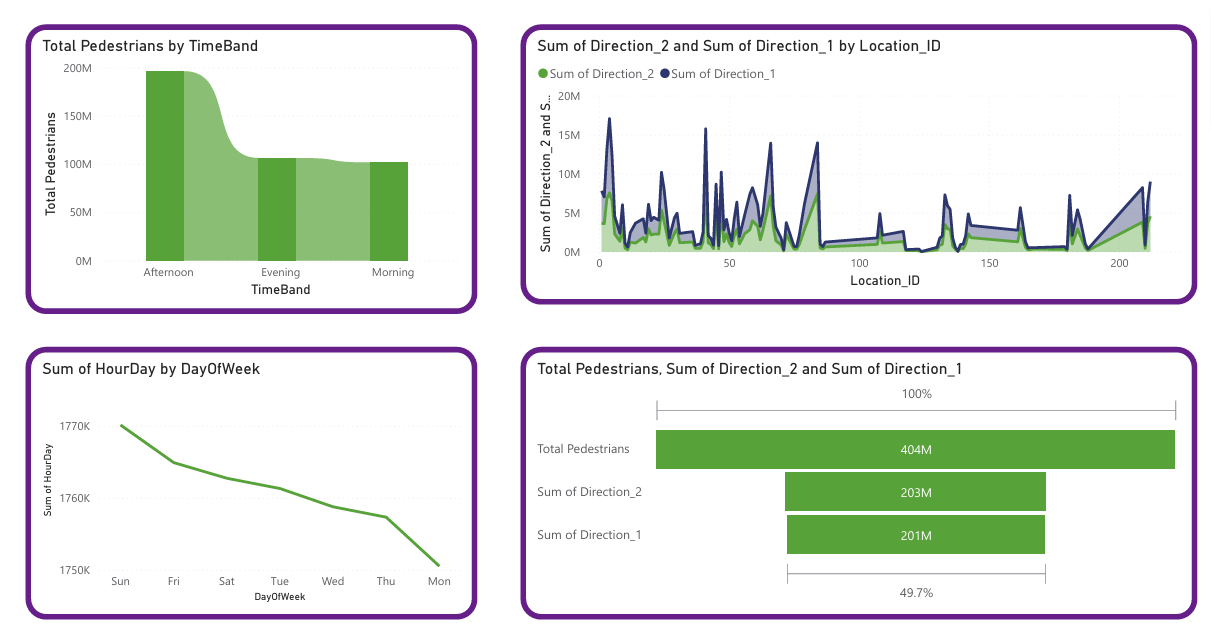 Total Pedestrians by TimeBand
200M
150M
100M
50M
0M
Total Pedestrians
Afternoon Evening Morning
TimeBand
Sum of Direction_2 and Sum of Direction_1 by Location_ID
Sum of Direction_2 Sum of Direction_1
20M
15M
10M
5M
0M
Sum of Direction_2 and S...
0 50 100 150 200
Location_ID
Sum of HourDay by DayOfWeek
1770K
1760K
1750K
Sum of HourDay
Sun Fri Sat Tue Wed Thu Mon
DayOfWeek
Total Pedestrians, Sum of Direction_2 and Sum of Direction_1
100%
Total Pedestrians 404M
Sum of Direction_2 203M
Sum of Direction_1 201M
49.7%